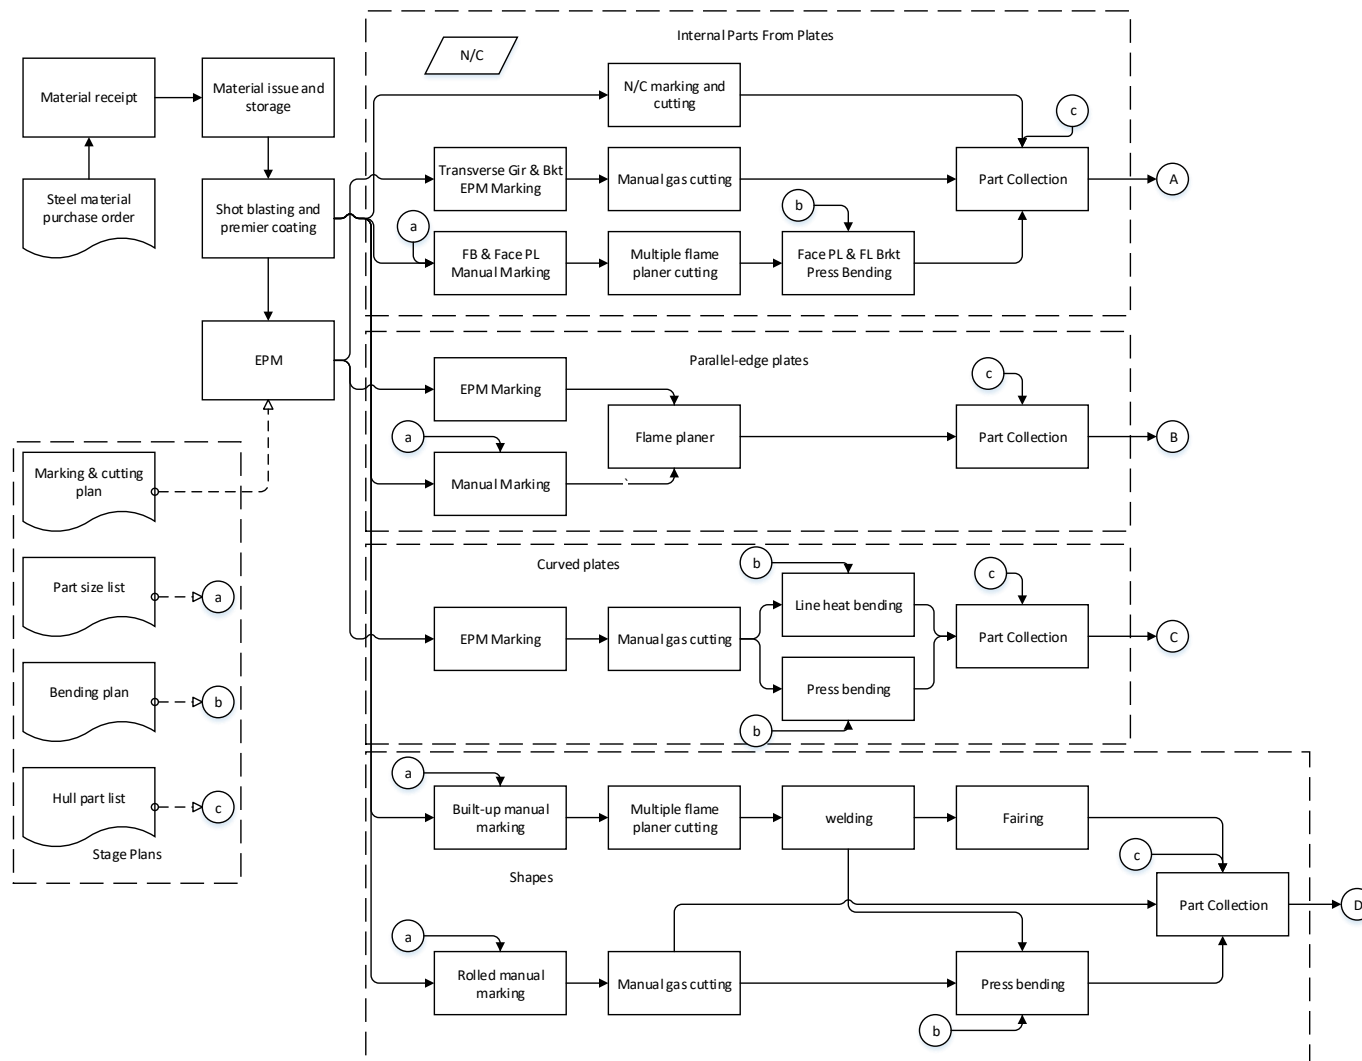 Internal Parts From Plates
N/C
Material receipt
Material issue and
storage
N/C marking and
cutting
c
Steel material
purchase order
Shot blasting and
premier coating
Transverse Gir & Bkt
EPM Marking
Manual gas cutting
Part Collection
A
a
b
FB & Face PL
Manual Marking
Multiple flame
planer cutting
Face PL & FL Brkt
Press Bending
EPM
Parallel-edge plates
EPM Marking
c
a
Flame planer
Part Collection
B
Manual Marking
Marking & cutting
plan
Part size list
a
Bending plan
b
Hull part list
c
Stage Plans
Curved plates
b
c
Line heat bending
EPM Marking
Manual gas cutting
Part Collection
C
Press bending
b
a
Built-up manual
marking
Multiple flame
planer cutting
welding
Fairing
c
Shapes
Part Collection
D
a
Rolled manual
marking
Manual gas cutting
Press bending
b